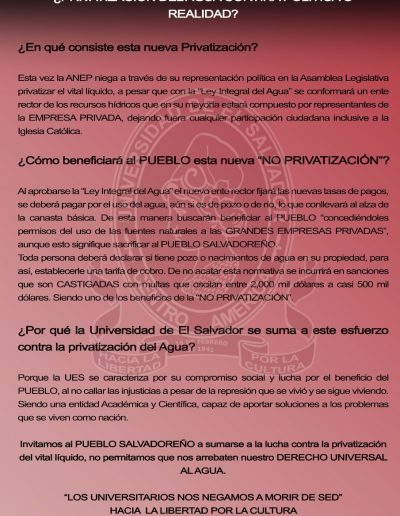 REALIDAD?
¿En qué consiste esta nueva Privatización?
Esta vez la ANEP niega a través de su representación política en la Asamblea Legislativa
privatizar el vital líquido, a pesar que con la "Ley Integral del Agua" se conformará un ente
rector de los recursos hídricos que en su mayoría estará compuesto por representantes de
la EMPRESA PRIVADA, dejando fuera cualquier participación ciudadana inclusive a la
Iglesia Católica.
¿Cómo beneficiará al PUEBLO esta nueva "NO PRIVATIZACIÓN"?
Al aprobarse la "Ley Integral del Agua" el nuevo ente rector fijará las nuevas tasas de pagos,
se deberá pagar por el uso del agua, aún si es de pozo o de río, lo que conllevará al alza de
la canasta básica. De esta manera buscarán beneficiar al PUEBLO "concediéndoles
permisos del uso de las fuentes naturales a las GRANDES EMPRESAS PRIVADAS",
aunque esto signifique sacrificar al PUEBLO SALVADOREÑO.
Toda persona deberá declarar si tiene pozo o nacimientos de agua en su propiedad, para
así, establecerle una tarifa de cobro. De no acatar esta normativa se incurrirá en sanciones
que son CASTIGADAS con multas que oscilan entre 2,000 mil dólares a casi 500 mil
dólares. Siendo uno de los beneficios de la "NO PRIVATIZACIÓN".
¿Por qué la Universidad de El Salvador se suma a este esfuerzo
contra la privatización del Agua?
HACIA LA LIBERTAD POR LA CULTURA
Porque la UES se caracteriza por su compromiso social y lucha por el beneficio del
PUEBLO, al no callar las injusticias a pesar de la represión que se vivió y se sigue viviendo.
Siendo una entidad Académica y Científica, capaz de aportar soluciones a los problemas
que se viven como nación.
Invitamos al PUEBLO SALVADOREÑO a sumarse a la lucha contra la privatización
del vital líquido, no permitamos que nos arrebaten nuestro DERECHO UNIVERSAL
AL AGUA.
"LOS UNIVERSITARIOS NOS NEGAMOS A MORIR DE SED"
HACIA LA LIBERTAD POR LA CULTURA